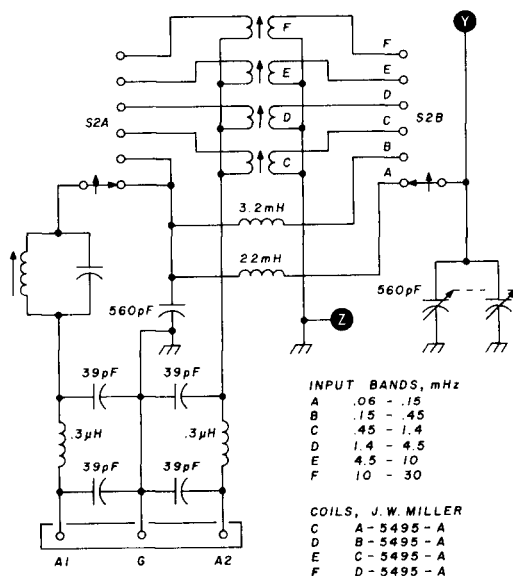 F
F
Y
E
E
D
S2A
D
C
S2B
C
B
A
3.2mH
22mH
560pF
560pF
Z
39pF
39pF
INPUT BANDS, mHz
A .06 - .15
B .15 - .45
.3μH
.3μH
C .45 - 1.4
D 1.4 - 4.5
39pF
39pF
E 4.5 - 10
F 10 - 30
COILS, J.W. MILLER
C A-5495-A
D B-5495-A
A1
G
A2
E C-5495-A
F D-5495-A